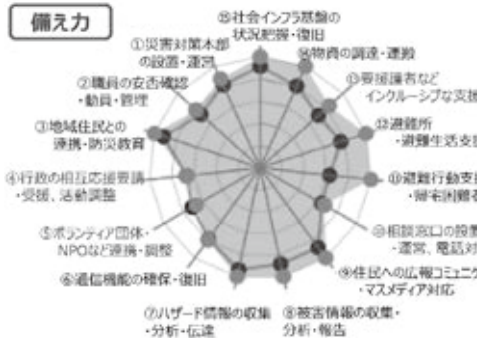 備え力
⑮社会インフラ基盤の
状況把握・復旧
⑭物資の調達・運搬
⑬要援護者など
インクルーシブな支援
⑫避難所
・避難生活支援
⑪避難行動支援
・帰宅困難者
⑩相談窓口の設置
・運営、電話対
⑨住民への広報コミュニケ
・マスメディア対応
⑧被害情報の収集・
分析・報告
⑦ハザード情報の収集
・分析・伝達
⑥通信機能の確保・復旧
⑤ボランティア団体・
NPOなど連携・調整
④行政の相互応援要請
・受援、活動調整
③地域住民との
連携・防災教育
②職員の安否確認
・動員・管理
①災害対策本部
の設置・運営